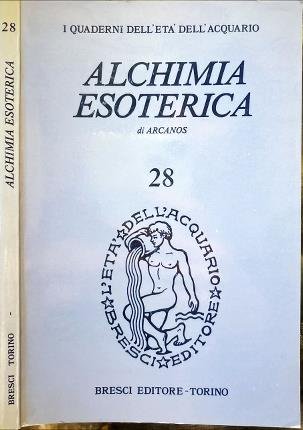 28
ALCHIMIA ESOTERICA
BRESCI TORINO -
I QUADERNI DELL'ETA' DELL'ACQUARIO
ALCHIMIA
ESOTERICA
di ARCANOS
28
L'ETÀ DELL'ACQUARIO
BRESCI EDITORE
BRESCI EDITORE - TORINO